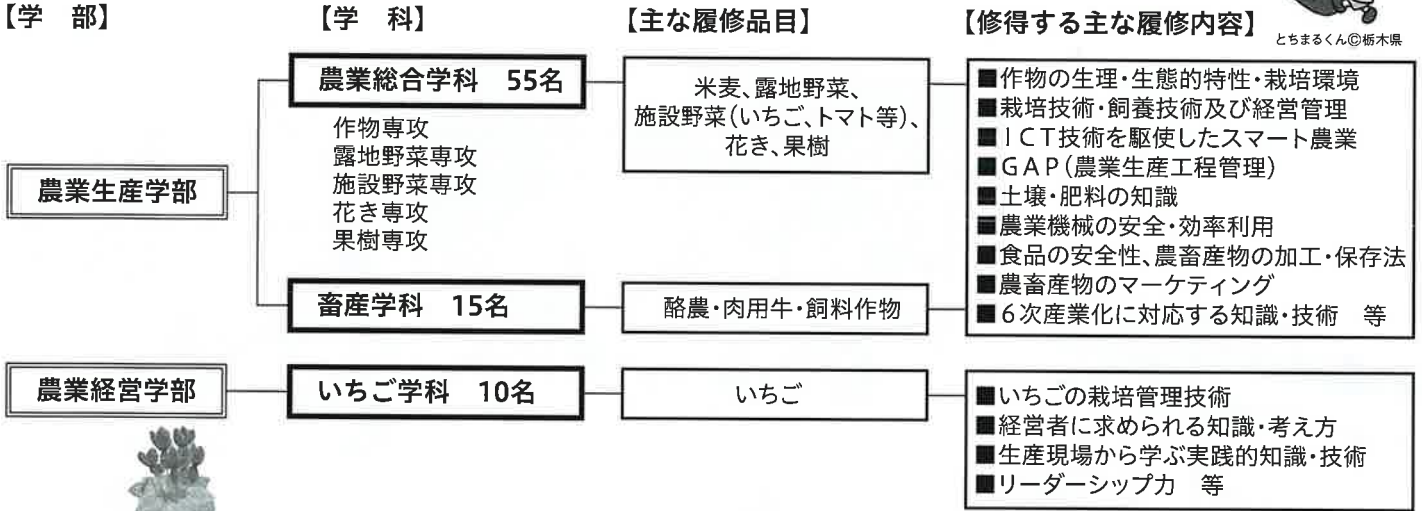 【学　部】
【学　科】
【主な履修品目】
【修得する主な履修内容】
とちまるくん©栃木県
農業生産学部
農業総合学科　55名
作物専攻
露地野菜専攻
施設野菜専攻
花き専攻
果樹専攻
米麦、露地野菜、
施設野菜(いちご、トマト等)、
花き、果樹
畜産学科　15名
酪農・肉用牛・飼料作物
■作物の生理・生態的特性・栽培環境
■栽培技術・飼養技術及び経営管理
■ICT技術を駆使したスマート農業
■GAP(農業生産工程管理)
■土壌・肥料の知識
■農業機械の安全・効率利用
■食品の安全性、農畜産物の加工・保存法
■農畜産物のマーケティング
■6次産業化に対応する知識・技術　等
農業経営学部
いちご学科　10名
いちご
■いちごの栽培管理技術
■経営者に求められる知識・考え方
■生産現場から学ぶ実践的知識・技術
■リーダーシップ力　等